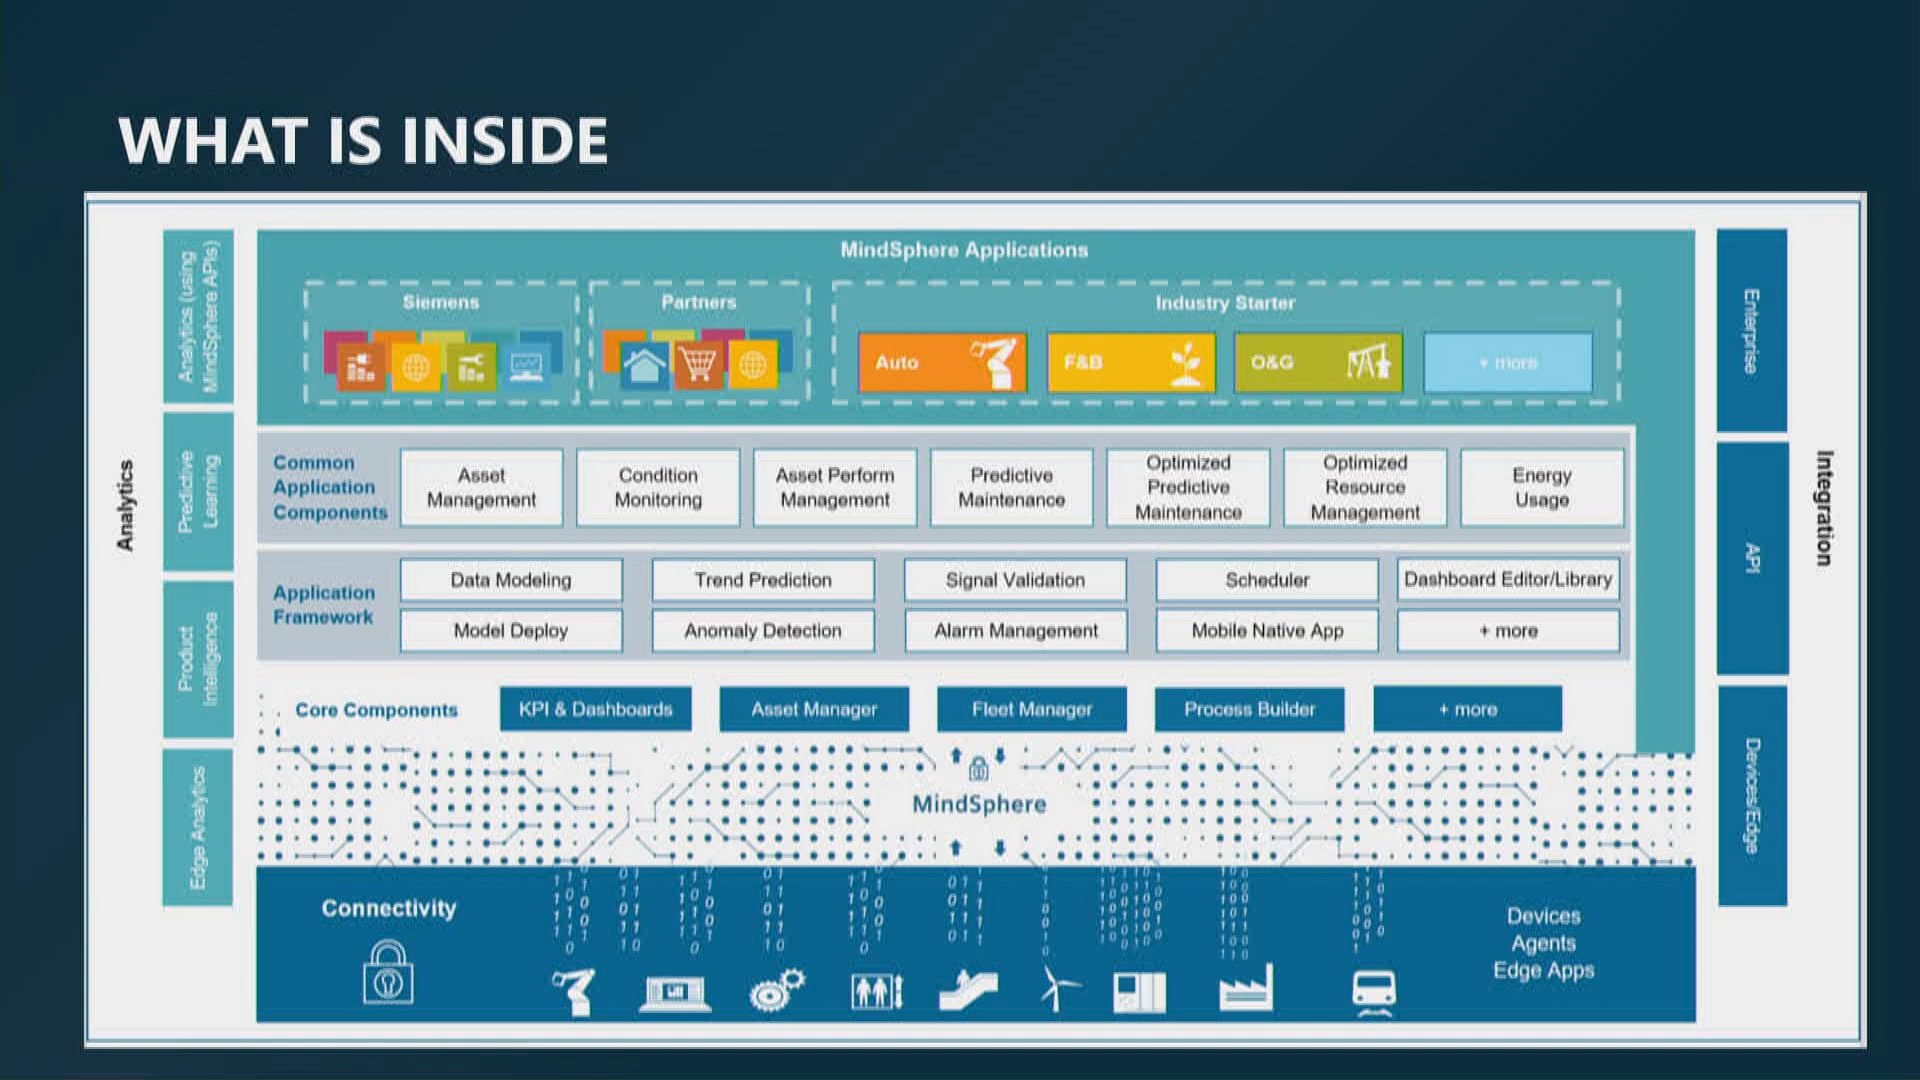 WHAT IS INSIDE
Analytics
Analytics (using
MindSphere APIs)
Predictive
Learning
Product
Intelligence
Edge Analytics
MindSphere Applications
Siemens
Partners
Industry Starter
Auto
F&B
O&G
+ more
Common
Application
Components
Asset
Management
Condition
Monitoring
Asset Perform
Management
Predictive
Maintenance
Optimized
Predictive
Maintenance
Optimized
Resource
Management
Energy
Usage
Application
Framework
Data Modeling
Trend Prediction
Signal Validation
Scheduler
Dashboard Editor/Library
Model Deploy
Anomaly Detection
Alarm Management
Mobile Native App
+ more
Core Components
KPI & Dashboards
Asset Manager
Fleet Manager
Process Builder
+ more
MindSphere
Connectivity
Devices
Agents
Edge Apps
Enterprise
API
Devices/Edge
Integration